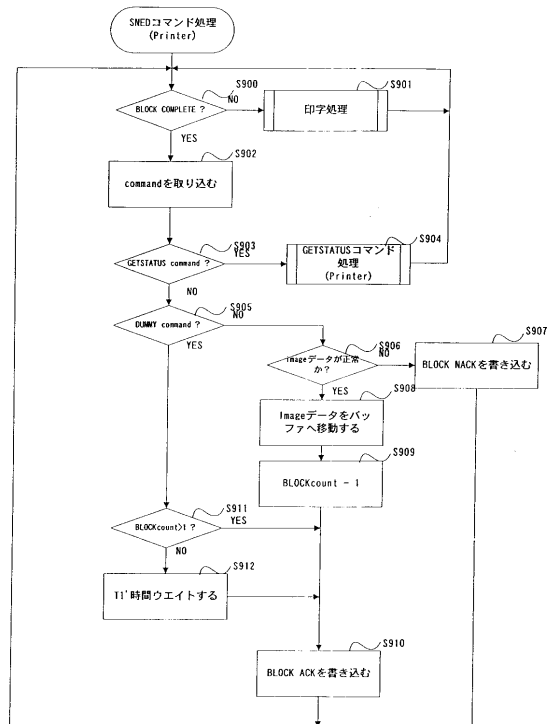 SNEDコマンド処理
(Printer)
S900
NO
BLOCK COMPLETE ?
YES
S901
印字処理
S902
commandを取り込む
S903
YES
GETSTATUS command ?
NO
S904
GETSTATUSコマンド
処理
(Printer)
S905
NO
DUMMY command ?
YES
S906
NO
Imageデータが正常
か?
YES
S907
BLOCK NACKを書き込む
S908
Imageデータをバッ
ファへ移動する
S909
BLOCKcount - 1
S911
YES
BLOCKcount>1 ?
NO
S912
T1'時間ウエイトする
S910
BLOCK ACKを書き込む